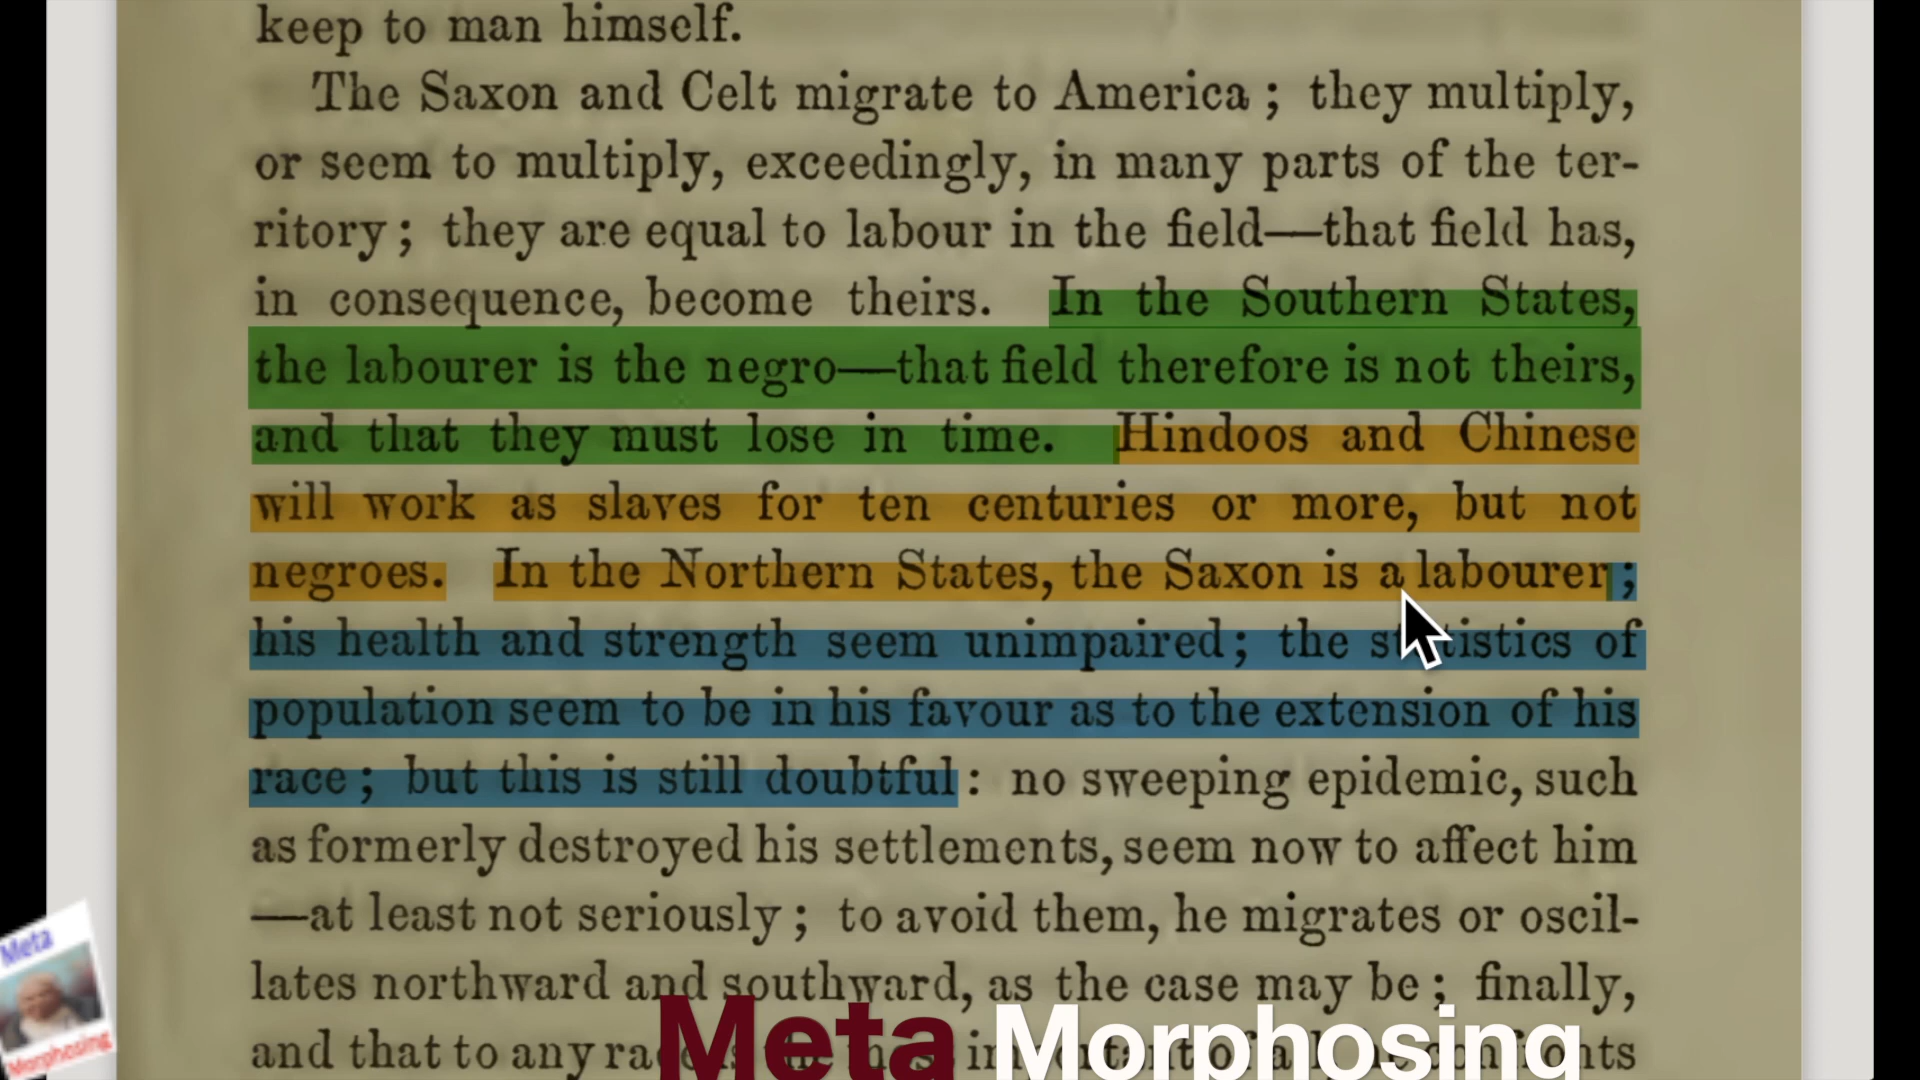 keep to man himself.
The Saxon and Celt migrate to America ; they multiply,
or seem to multiply, exceedingly, in many parts of the ter-
ritory ; they are equal to labour in the field—that field has,
in consequence, become theirs. In the Southern States,
the labourer is the negro—that field therefore is not theirs,
and that they must lose in time. Hindoos and Chinese
will work as slaves for ten centuries or more, but not
negroes. In the Northern States, the Saxon is a labourer ;
his health and strength seem unimpaired ; the statistics of
population seem to be in his favour as to the extension of his
race ; but this is still doubtful : no sweeping epidemic, such
as formerly destroyed his settlements, seem now to affect him
—at least not seriously ; to avoid them, he migrates or oscil-
lates northward and southward, as the case may be ; finally,
and that to any
Meta Morphosing
Meta
Morphosing